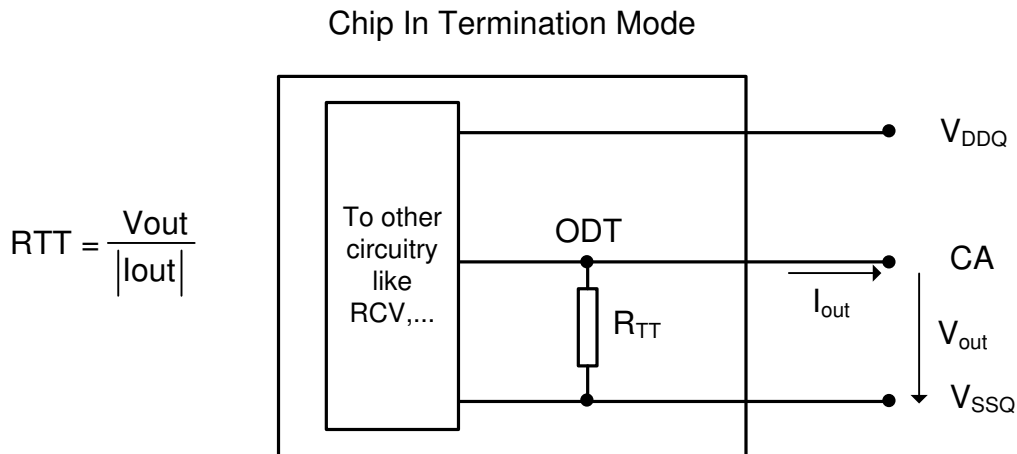 Chip In Termination Mode
V_DDQ
To other
circuitry
like
RCV,...
ODT
CA
RTT = Vout / |Iout|
I_out
R_TT
V_out
V_SSQ